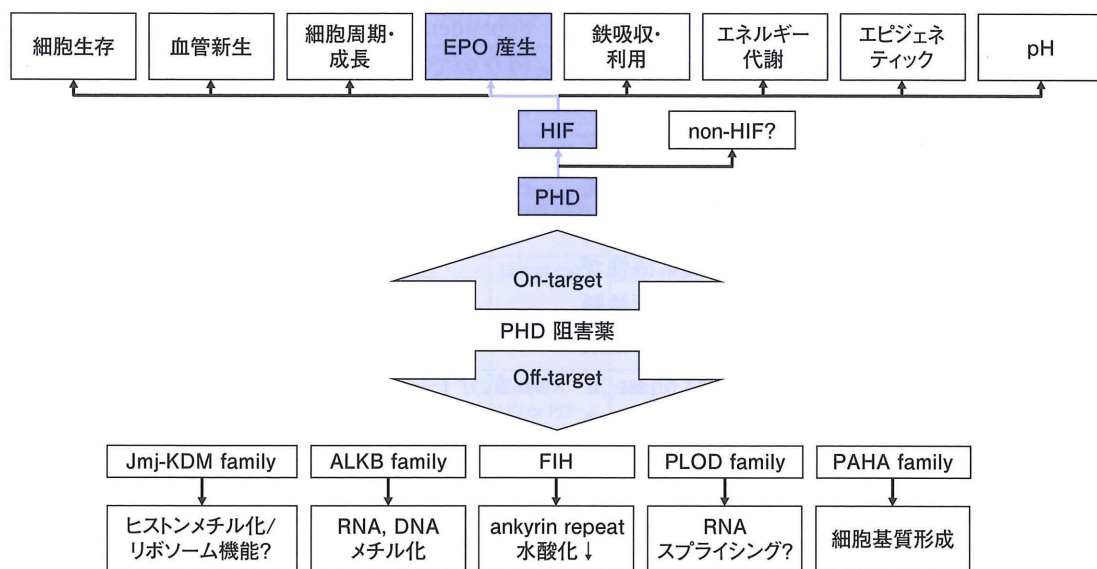 細胞生存
血管新生
細胞周期・
成長
EPO 産生
鉄吸収・
利用
エネルギー
代謝
エピジェネ
ティック
pH
HIF
non-HIF?
PHD
On-target
PHD 阻害薬
Off-target
Jmj-KDM family
ALKB family
FIH
PLOD family
PAHA family
ヒストンメチル化/
リボソーム機能?
RNA, DNA
メチル化
ankyrin repeat
水酸化↓
RNA
スプライシング?
細胞基質形成